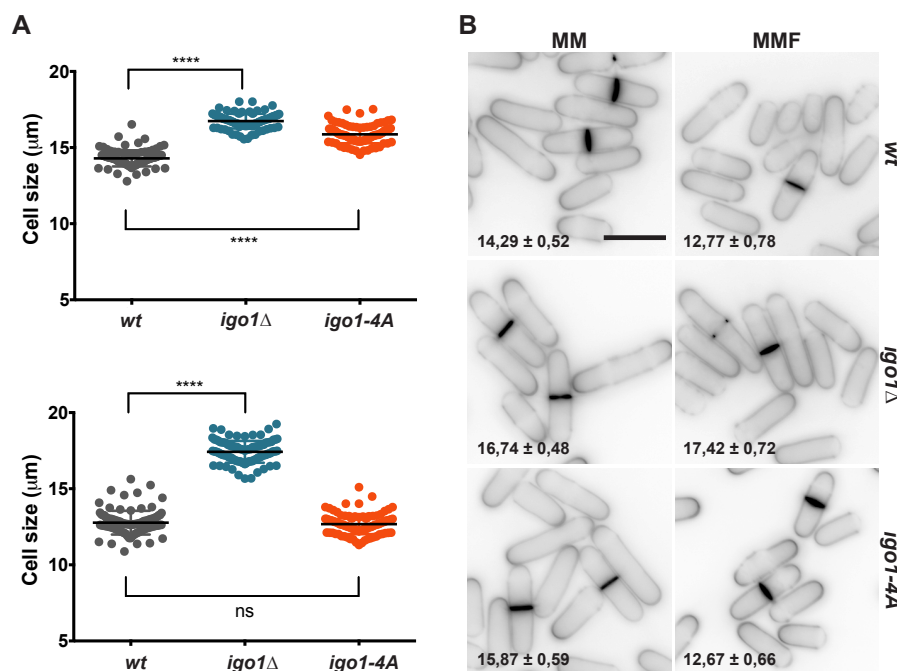 A
Cell size (μm)
20
15
10
5
****
****
wt
igo1Δ
igo1-4A
Cell size (μm)
20
15
10
5
****
ns
wt
igo1Δ
igo1-4A
B
MM
MMF
14,29 ± 0,52
12,77 ± 0,78
wt
16,74 ± 0,48
17,42 ± 0,72
igo1Δ
15,87 ± 0,59
12,67 ± 0,66
igo1-4A